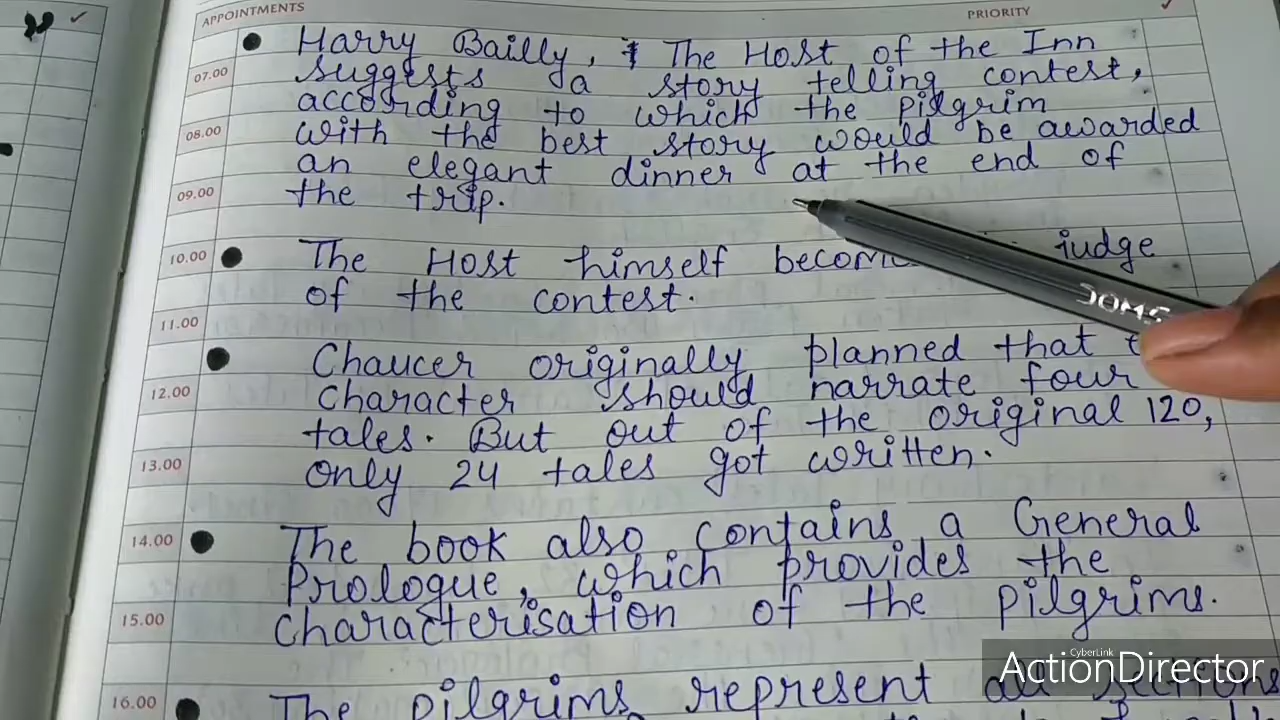 APPOINTMENTS PRIORITY
Harry Bailly, The Host of the Inn
07.00 suggests a story telling contest,
according to which the pilgrim
08.00 with the best story would be awarded
an elegant dinner at the end of
09.00 the trip.
10.00 The Host himself judge
of the contest.
11.00
Chaucer originally planned that
12.00 character should narrate four
tales. But out of the original 120,
13.00 only 24 tales got written.
14.00 The book also contains a General
Prologue, which provides the
15.00 characterisation of the pilgrims.
16.00 The pilgrims represent all sections
DOMS
CyberLink
ActionDirector